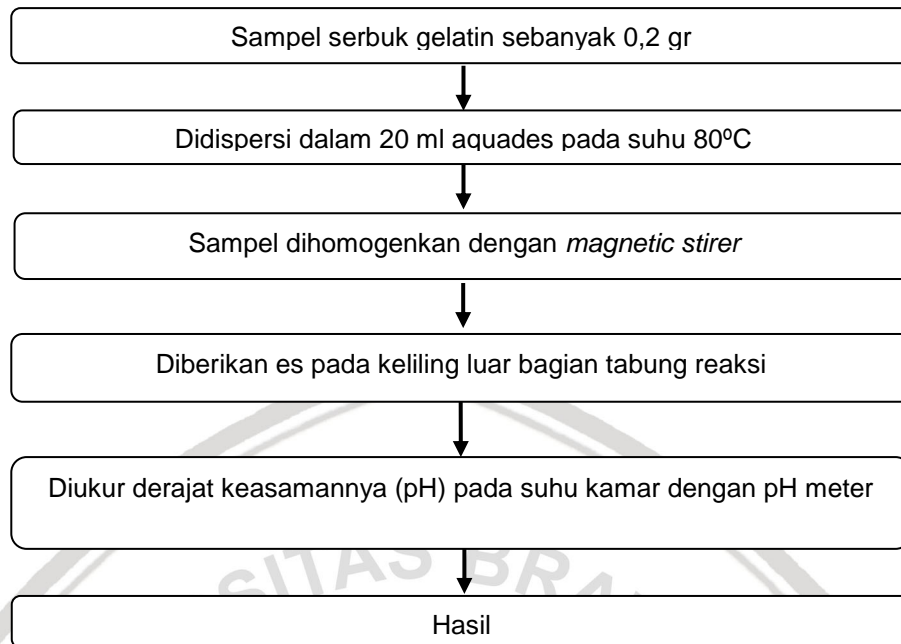 Sampel serbuk gelatin sebanyak 0,2 gr
Didispersi dalam 20 ml aquades pada suhu 80ºC
Sampel dihomogenkan dengan magnetic stirer
Diberikan es pada keliling luar bagian tabung reaksi
Diukur derajat keasamannya (pH) pada suhu kamar dengan pH meter
SITAS BRA
Hasil